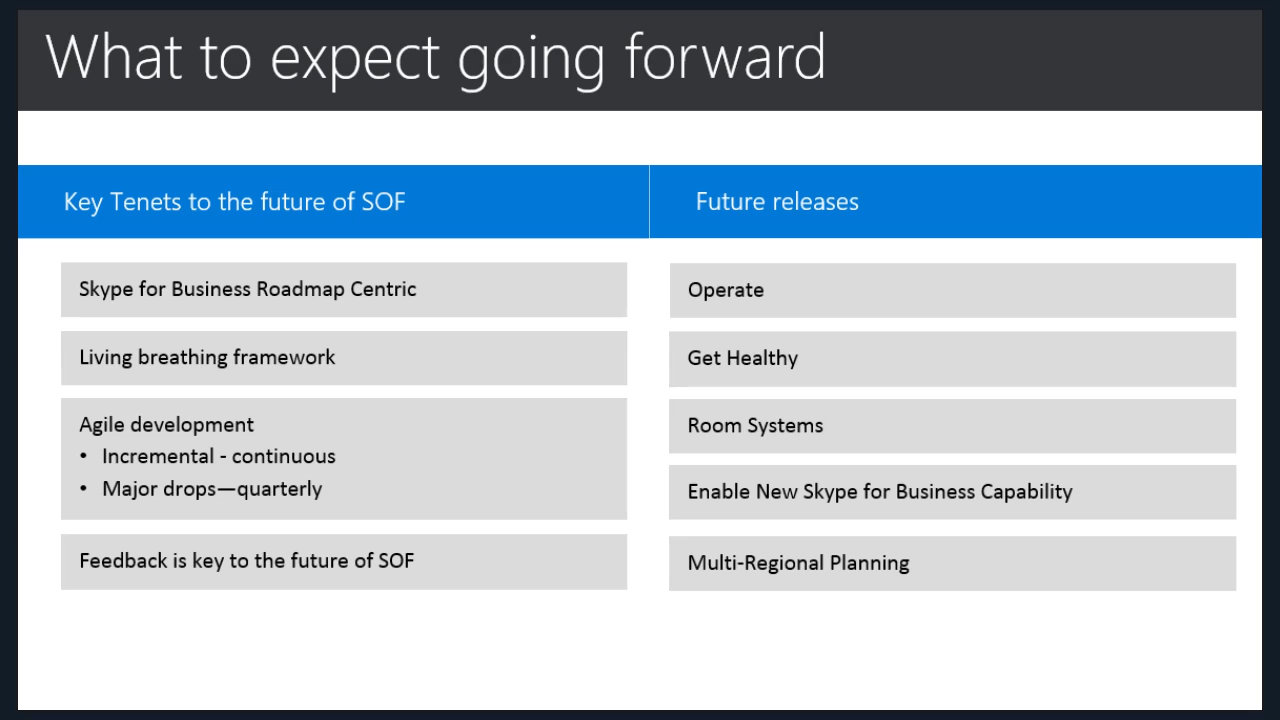 What to expect going forward
Key Tenets to the future of SOF
Skype for Business Roadmap Centric
Living breathing framework
Agile development
• Incremental - continuous
• Major drops—quarterly
Feedback is key to the future of SOF
Future releases
Operate
Get Healthy
Room Systems
Enable New Skype for Business Capability
Multi-Regional Planning